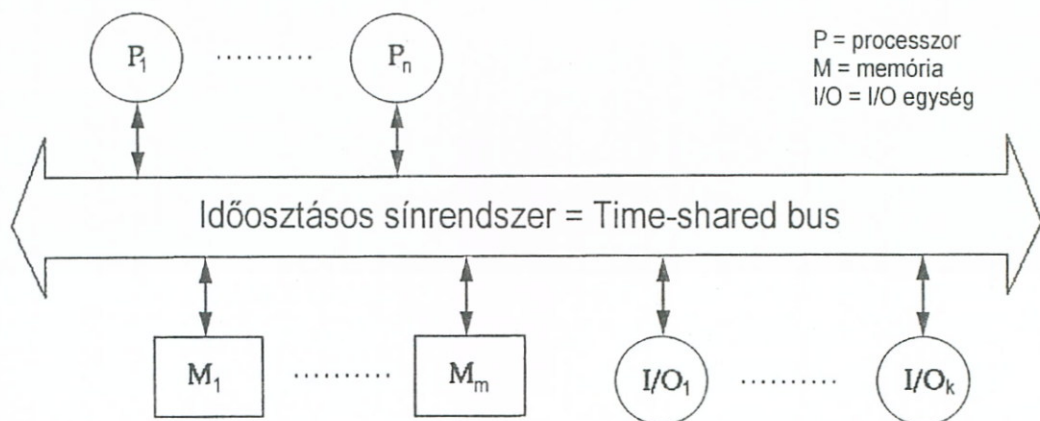 P₁ ........... Pₙ
P = processzor
M = memória
I/O = I/O egység
Időosztásos sínrendszer = Time-shared bus
M₁ ........... Mₘ ........... I/O₁ ........... I/Oₖ